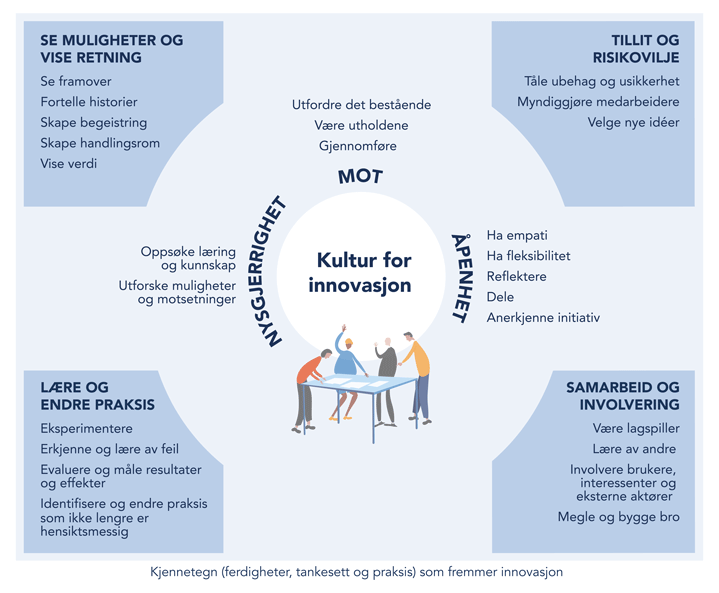 SE MULIGHETER OG
VISE RETNING
Se framover
Fortelle historier
Skape begeistring
Skape handlingsrom
Vise verdi
TILLIT OG
RISIKOVILJE
Tåle ubehag og usikkerhet
Myndiggjøre medarbeidere
Velge nye idéer
Utfordre det bestående
Være utholdene
Gjennomføre
MOT
NYSGJERRIGHET
Oppsøke læring
og kunnskap
Utforske muligheter
og motsetninger
Kultur for
innovasjon
ÅPENHET
Ha empati
Ha fleksibilitet
Reflektere
Dele
Anerkjenne initiativ
LÆRE OG
ENDRE PRAKSIS
Eksperimentere
Erkjenne og lære av feil
Evaluere og måle resultater
og effekter
Identifisere og endre praksis
som ikke lengre er
hensiktsmessig
SAMARBEID OG
INVOLVERING
Være lagspiller
Lære av andre
Involvere brukere,
interessenter og
eksterne aktører
Megle og bygge bro
Kjennetegn (ferdigheter, tankesett og praksis) som fremmer innovasjon